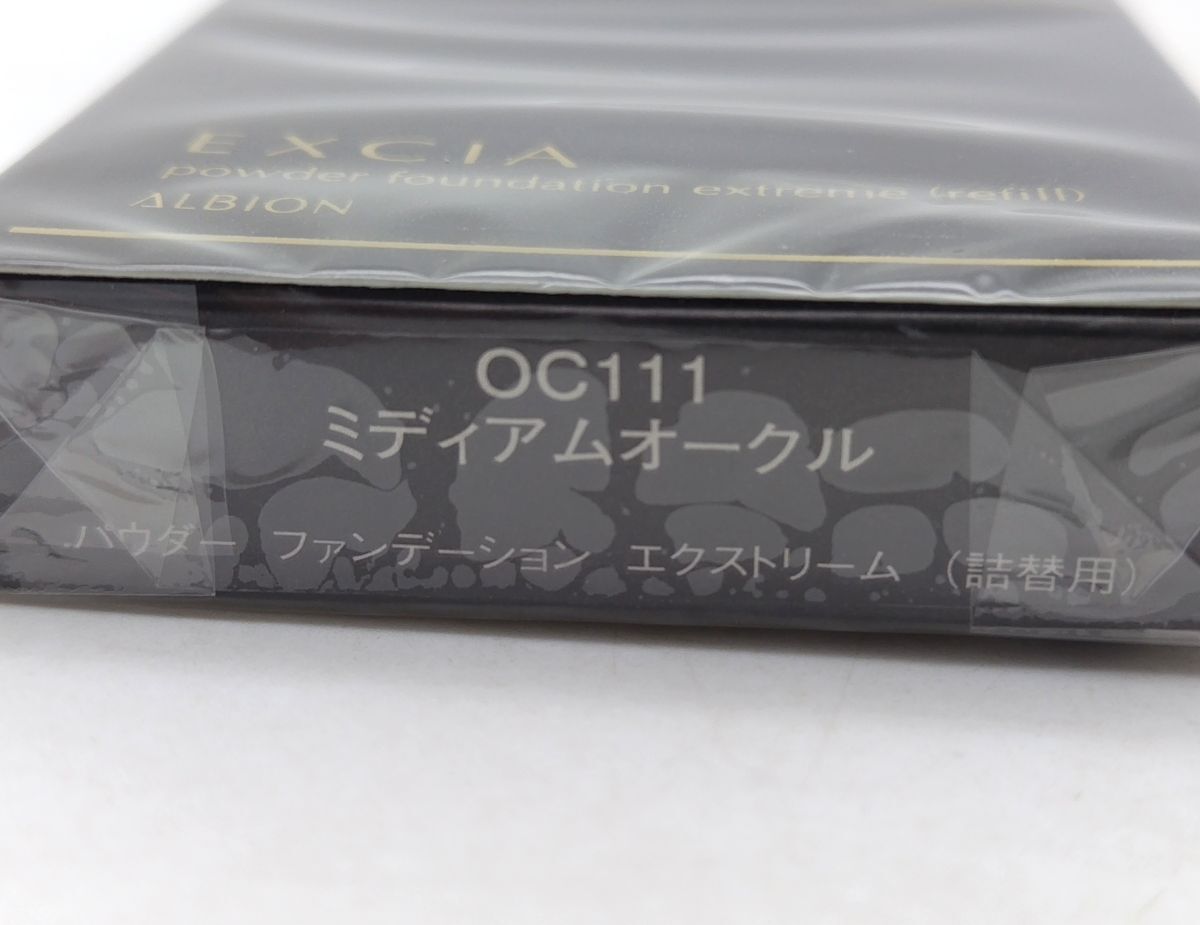 EXCIA
powder foundation extreme (refill)
ALBION
OC111
ミディアムオークル
パウダー ファンデーション エクストリーム (詰替用)